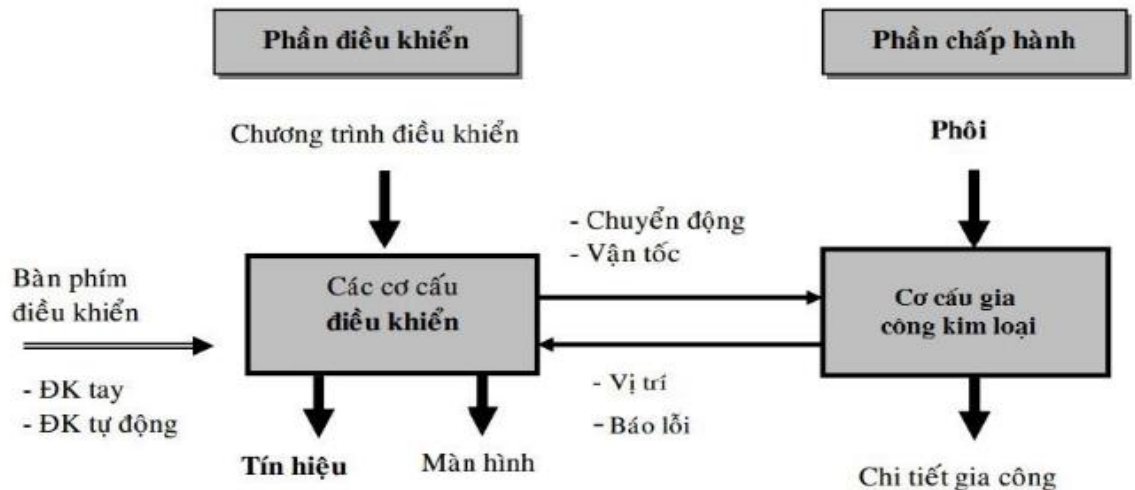 Phần điều khiển
Phần chấp hành
Chương trình điều khiển
Phôi
- Chuyển động
- Vận tốc
Bàn phím
điều khiển
Các cơ cấu
điều khiển
Cơ cấu gia
công kim loại
- ĐK tay
- ĐK tự động
- Vị trí
- Báo lỗi
Tín hiệu
Màn hình
Chi tiết gia công